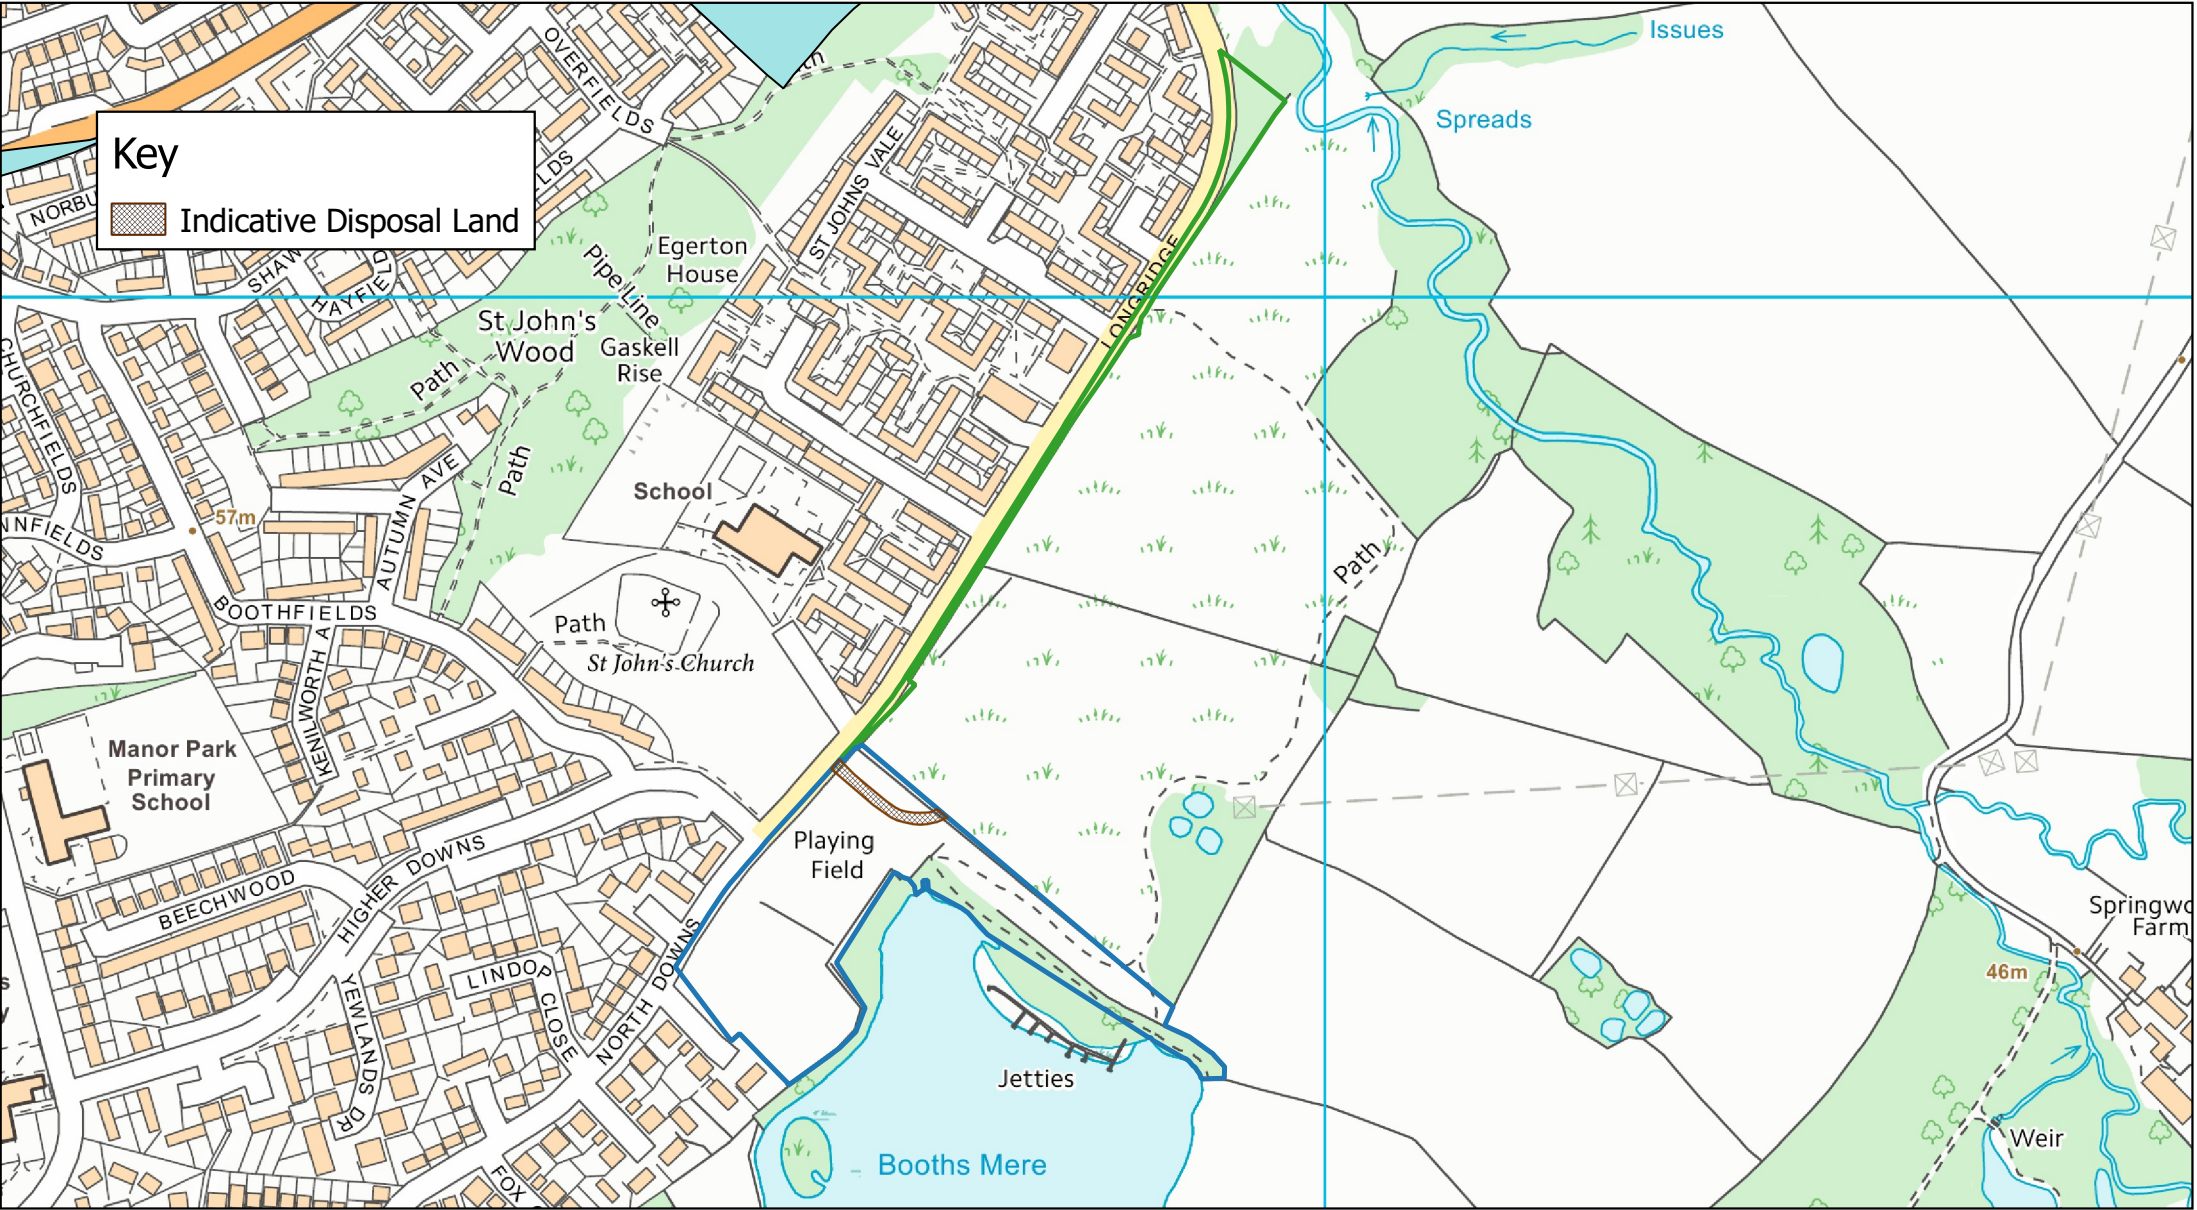 Issues
Spreads
OVERFIELDS
Key
Indicative Disposal Land
NORBU
SHAW
HAYFIELD
ST JOHNS VALE
Egerton
House
Pipe Line
St John's
Wood
Gaskell
Rise
LONGRIDGE
Path
CHURCHFIELDS
Path
School
AUTUMN AVE
57m
NNFIELDS
BOOTHFIELDS
Path
Path
St John's Church
KENILWORTH A
Manor Park
Primary
School
Playing
Field
HIGHER DOWNS
BEECHWOOD
NORTH DOWNS
LINDOP
CLOSE
YEWLANDS DR
Springwo
Farm
46m
Jetties
Booths Mere
Weir
FOX